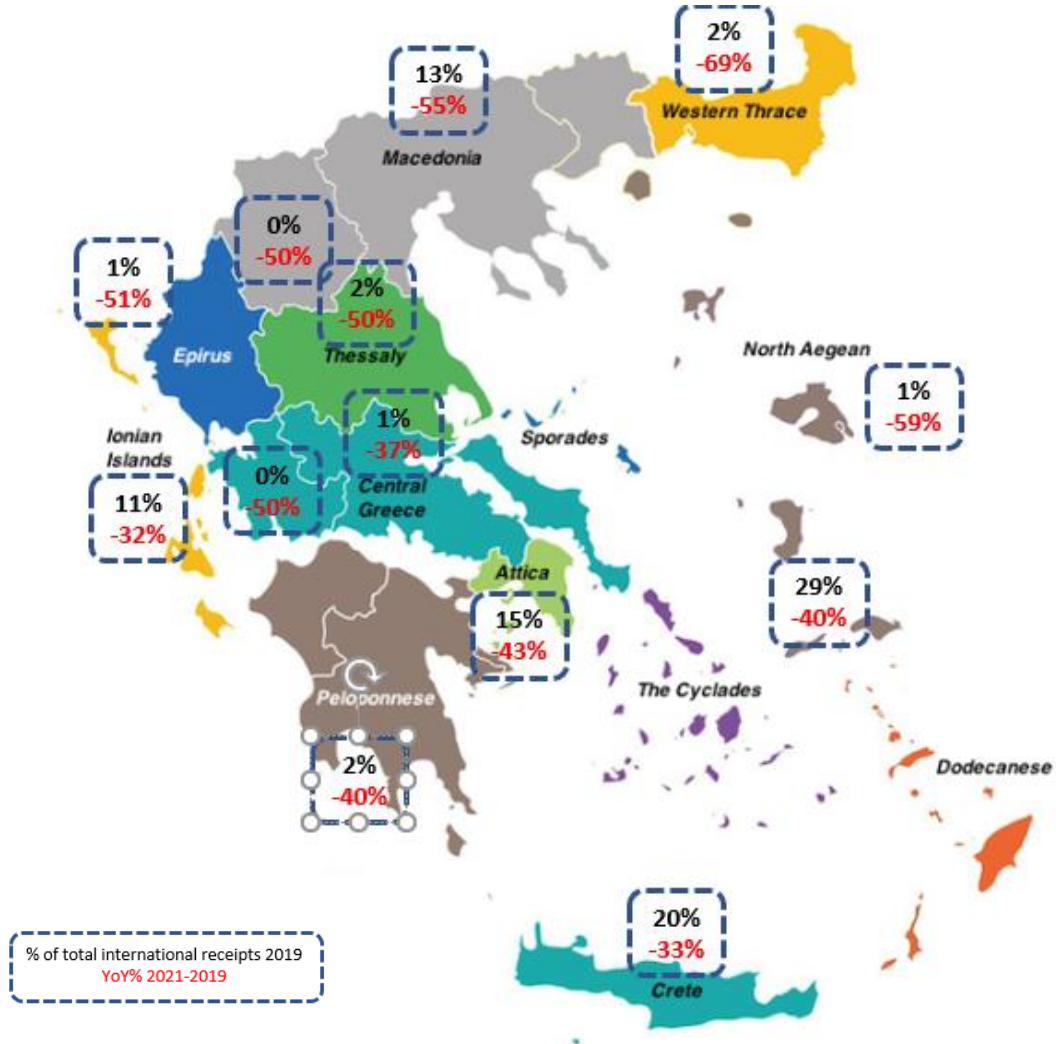 2%
-69%
Western Thrace
13%
-55%
Macedonia
0%
-50%
1%
-51%
2%
-50%
Epirus
Thessaly
North Aegean
1%
-59%
1%
-37%
Sporades
Ionian
Islands
0%
-50%
Central
Greece
11%
-32%
Attica
15%
-43%
29%
-40%
The Cyclades
Peloponnese
2%
-40%
Dodecanese
20%
-33%
Crete
% of total international receipts 2019
YoY% 2021-2019